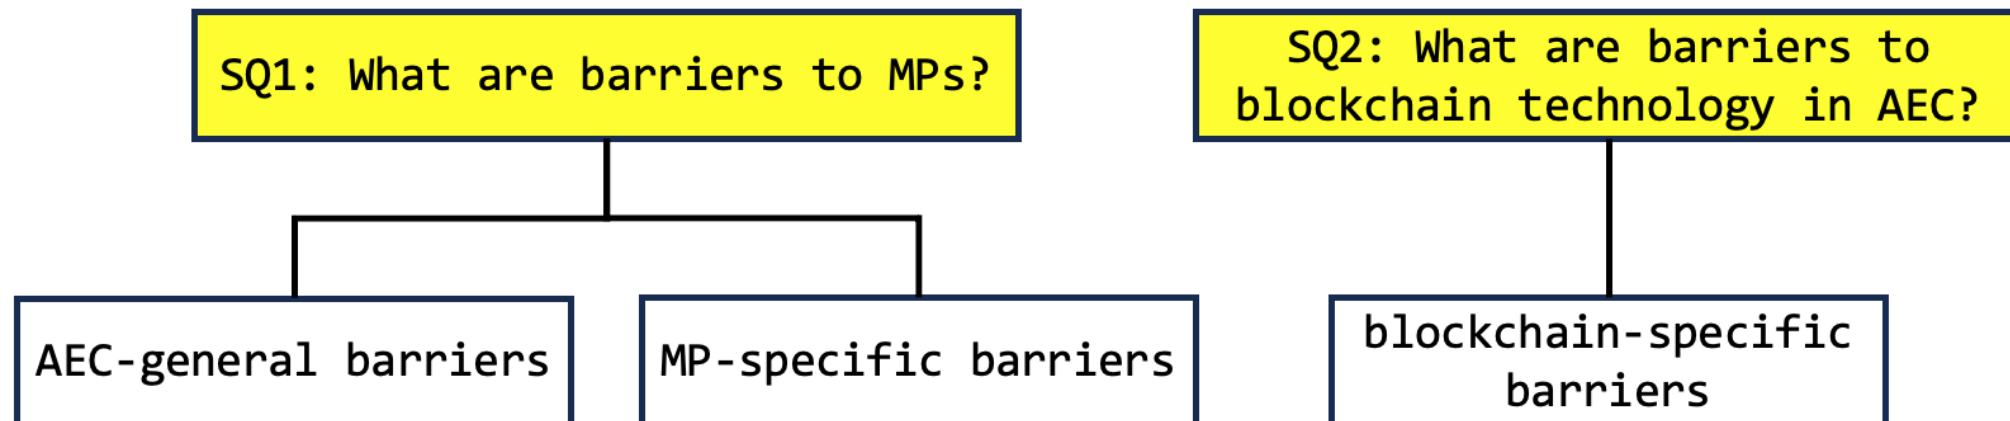 SQ1: What are barriers to MPs?
SQ2: What are barriers to
blockchain technology in AEC?
AEC-general barriers
MP-specific barriers
blockchain-specific
barriers